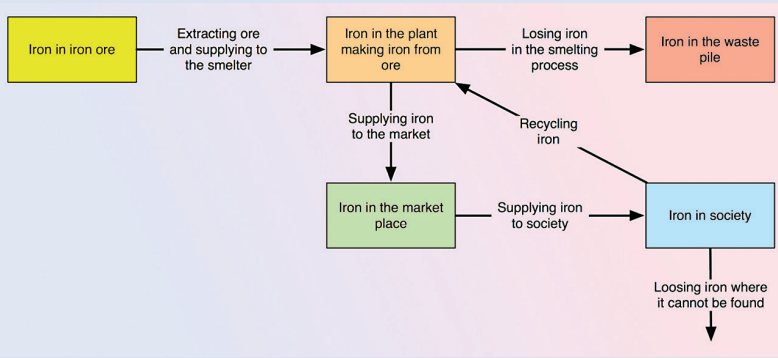 Iron in iron ore
Extracting ore
and supplying to
the smelter
Iron in the plant
making iron from
ore
Losing iron
in the smelting
process
Iron in the waste
pile
Supplying iron
to the market
Recycling
iron
Iron in the market
place
Supplying iron
to society
Iron in society
Loosing iron where
it cannot be found